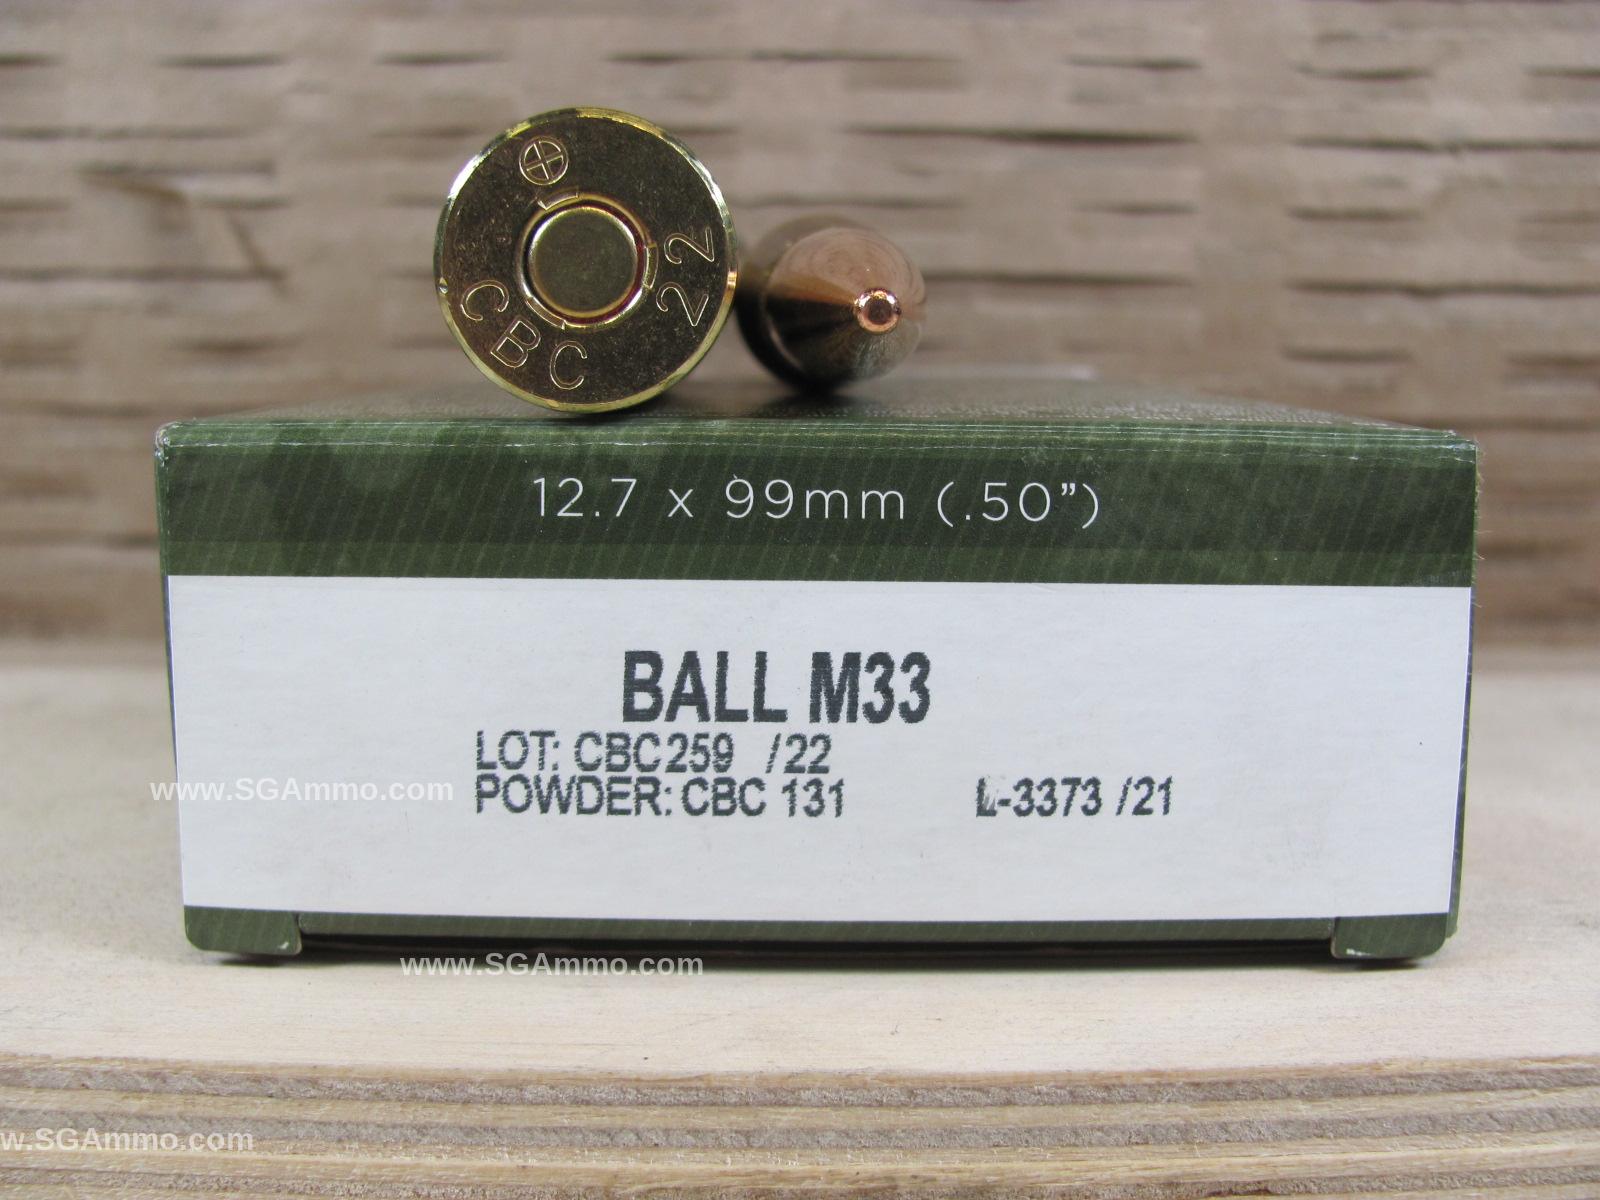 CBC 22
12.7 x 99mm (.50")
BALL M33
LOT: CBC259 /22
POWDER: CBC 131 L-3373 /21
www.SGAmmo.com
www.SGAmmo.com
w.SGAmmo.com